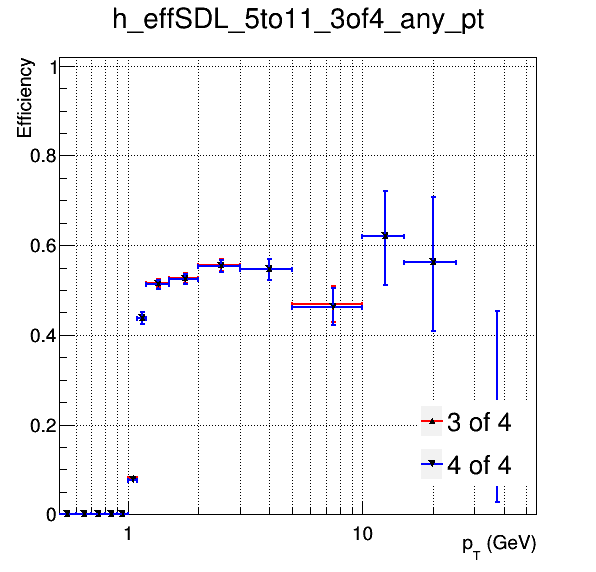 h_effSDL_5to11_3of4_any_pt
Efficiency
1
0.8
0.6
0.4
0.2
0
3 of 4
4 of 4
1
10
p_T (GeV)